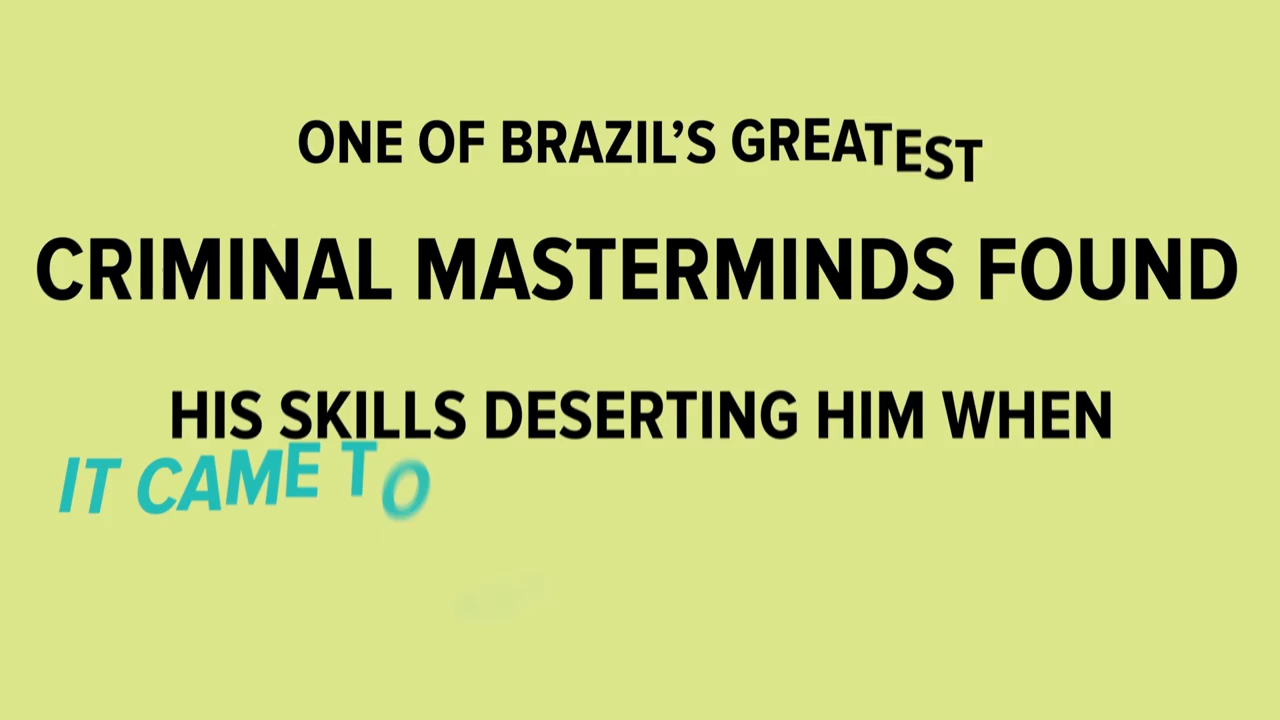 ONE OF BRAZIL’S GREATEST
CRIMINAL MASTERMINDS FOUND
HIS SKILLS DESERTING HIM WHEN
IT CAME TO